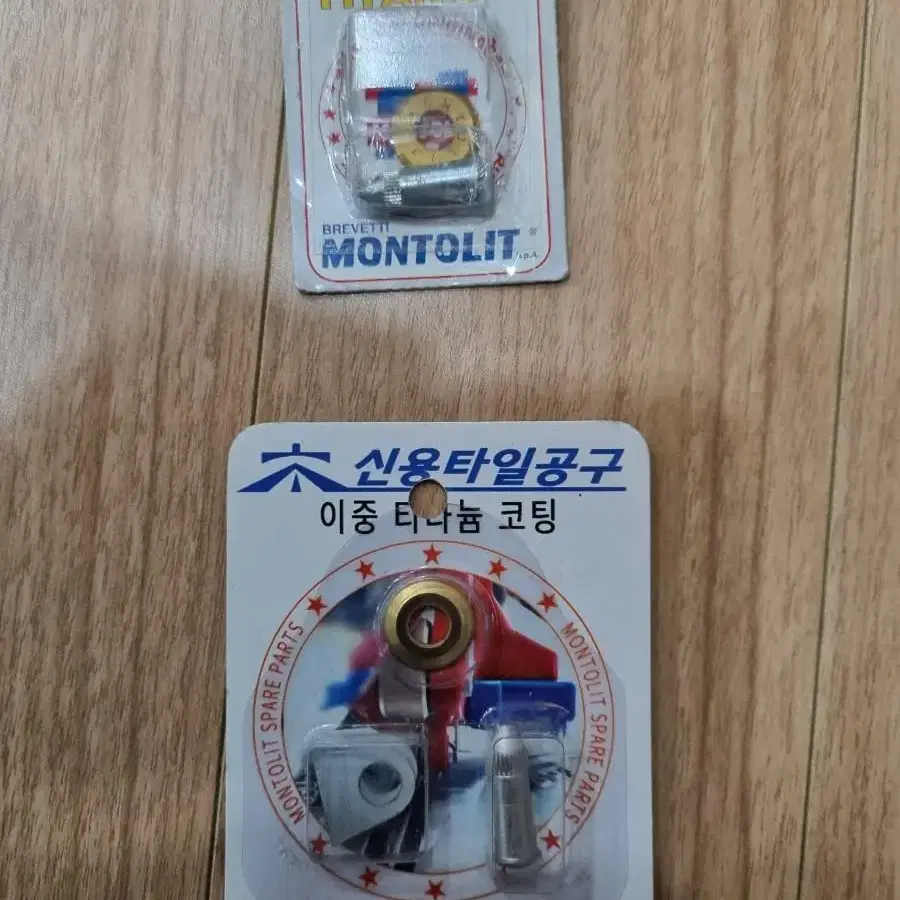 BREVETTI
MONTOLIT
s.p.A.
신용타일공구
이중 티타늄 코팅
MONTOLIT SPARE PARTS
MONTOLIT SPARE PARTS